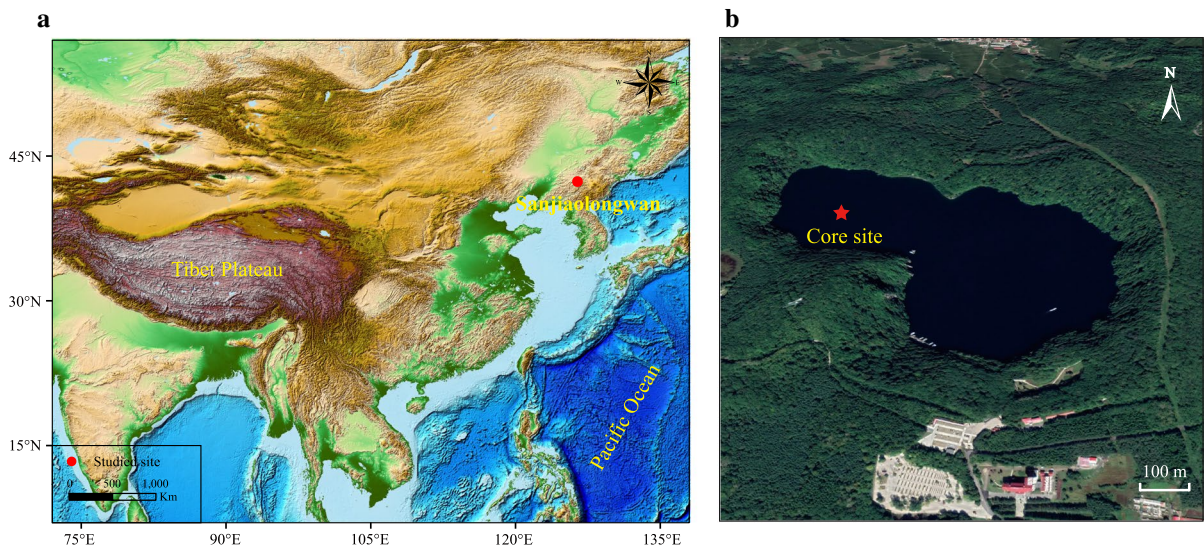 a
b
W
E
N
45°N
30°N
15°N
Sanjiaolongwan
Tibet Plateau
Pacific Ocean
Studied site
0 500 1,000
Km
75°E 90°E 105°E 120°E 135°E
Core site
100 m